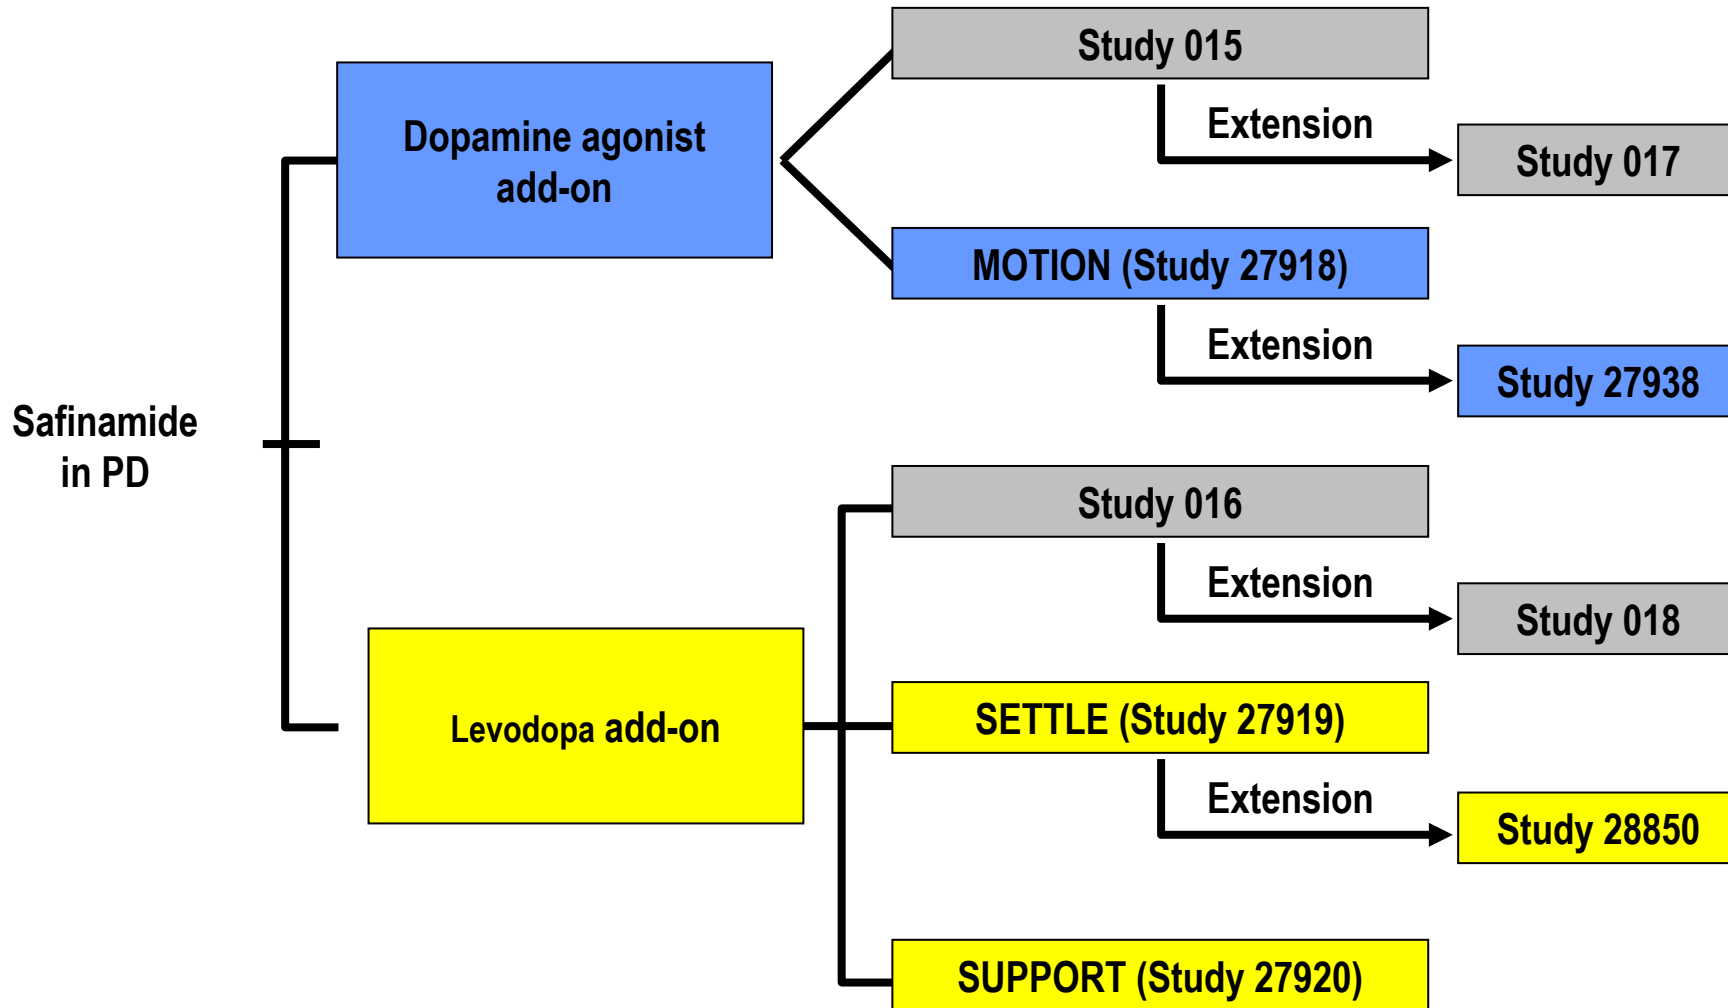 Safinamide
in PD
Dopamine agonist
add-on
Study 015
Extension
Study 017
MOTION (Study 27918)
Extension
Study 27938
Levodopa add-on
Study 016
Extension
Study 018
SETTLE (Study 27919)
Extension
Study 28850
SUPPORT (Study 27920)